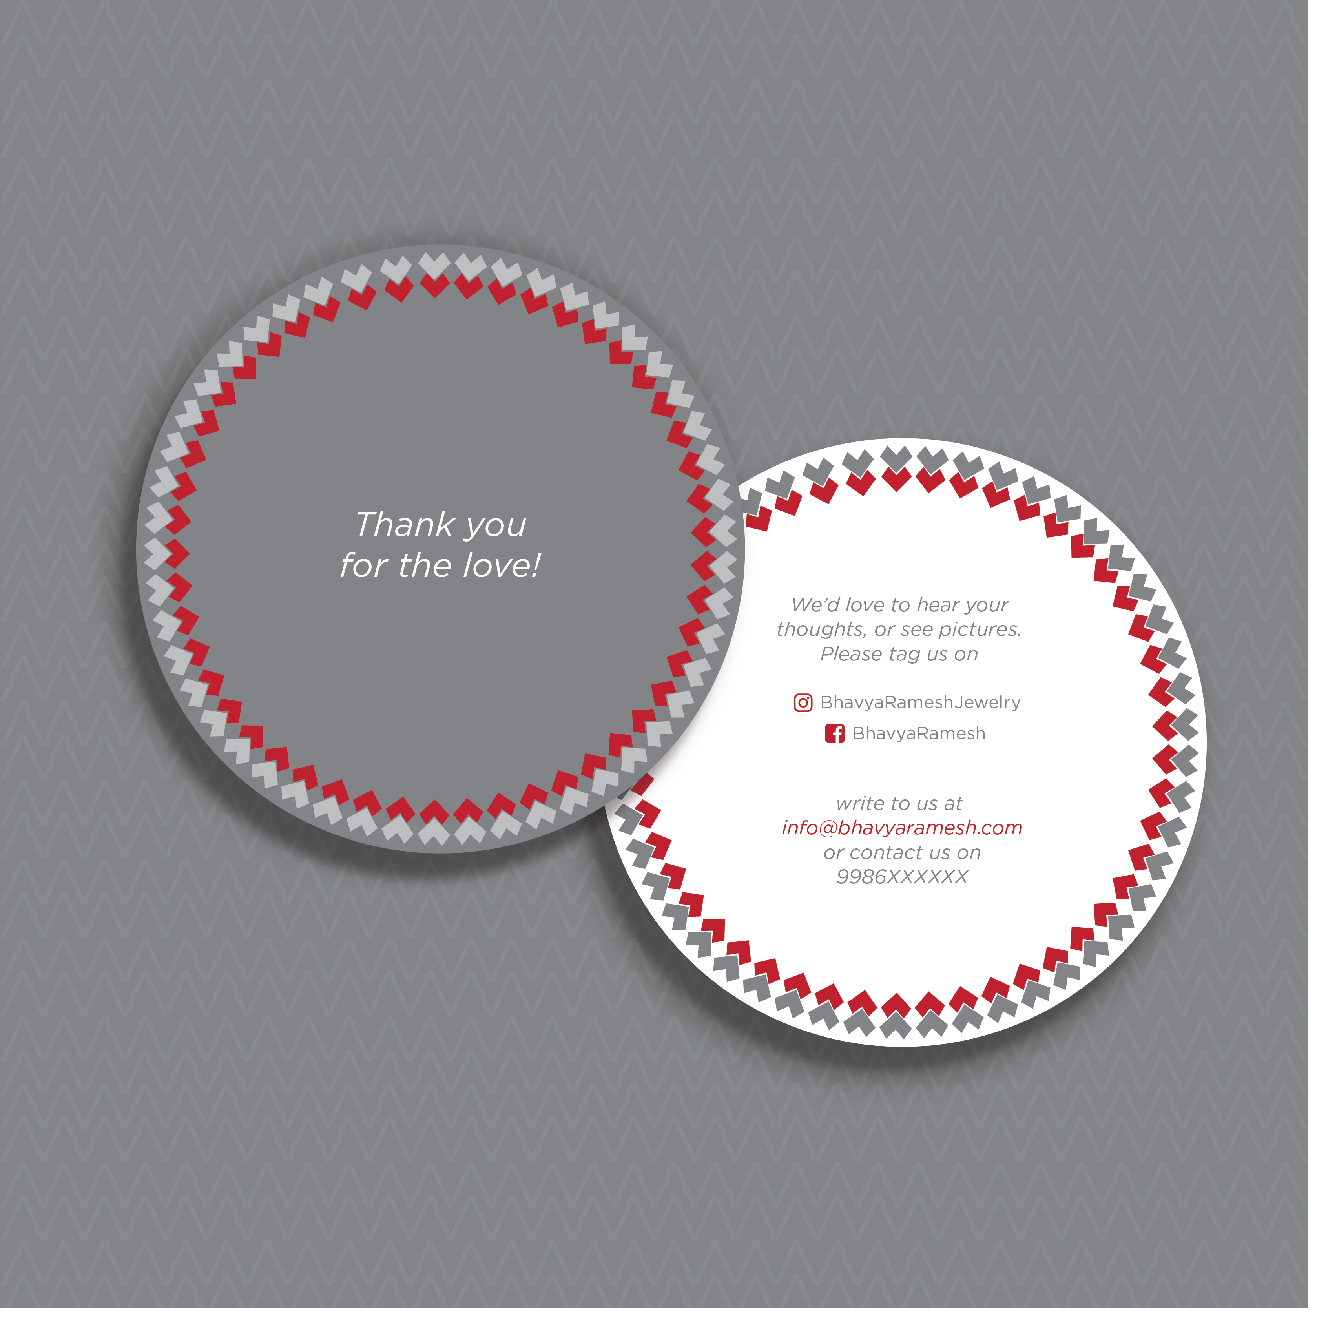 Thank you
for the love!
We'd love to hear your
thoughts, or see pictures.
Please tag us on
BhavyaRameshJewelry
BhavyaRamesh
write to us at
info@bhavyaramesh.com
or contact us on
9986XXXXXX